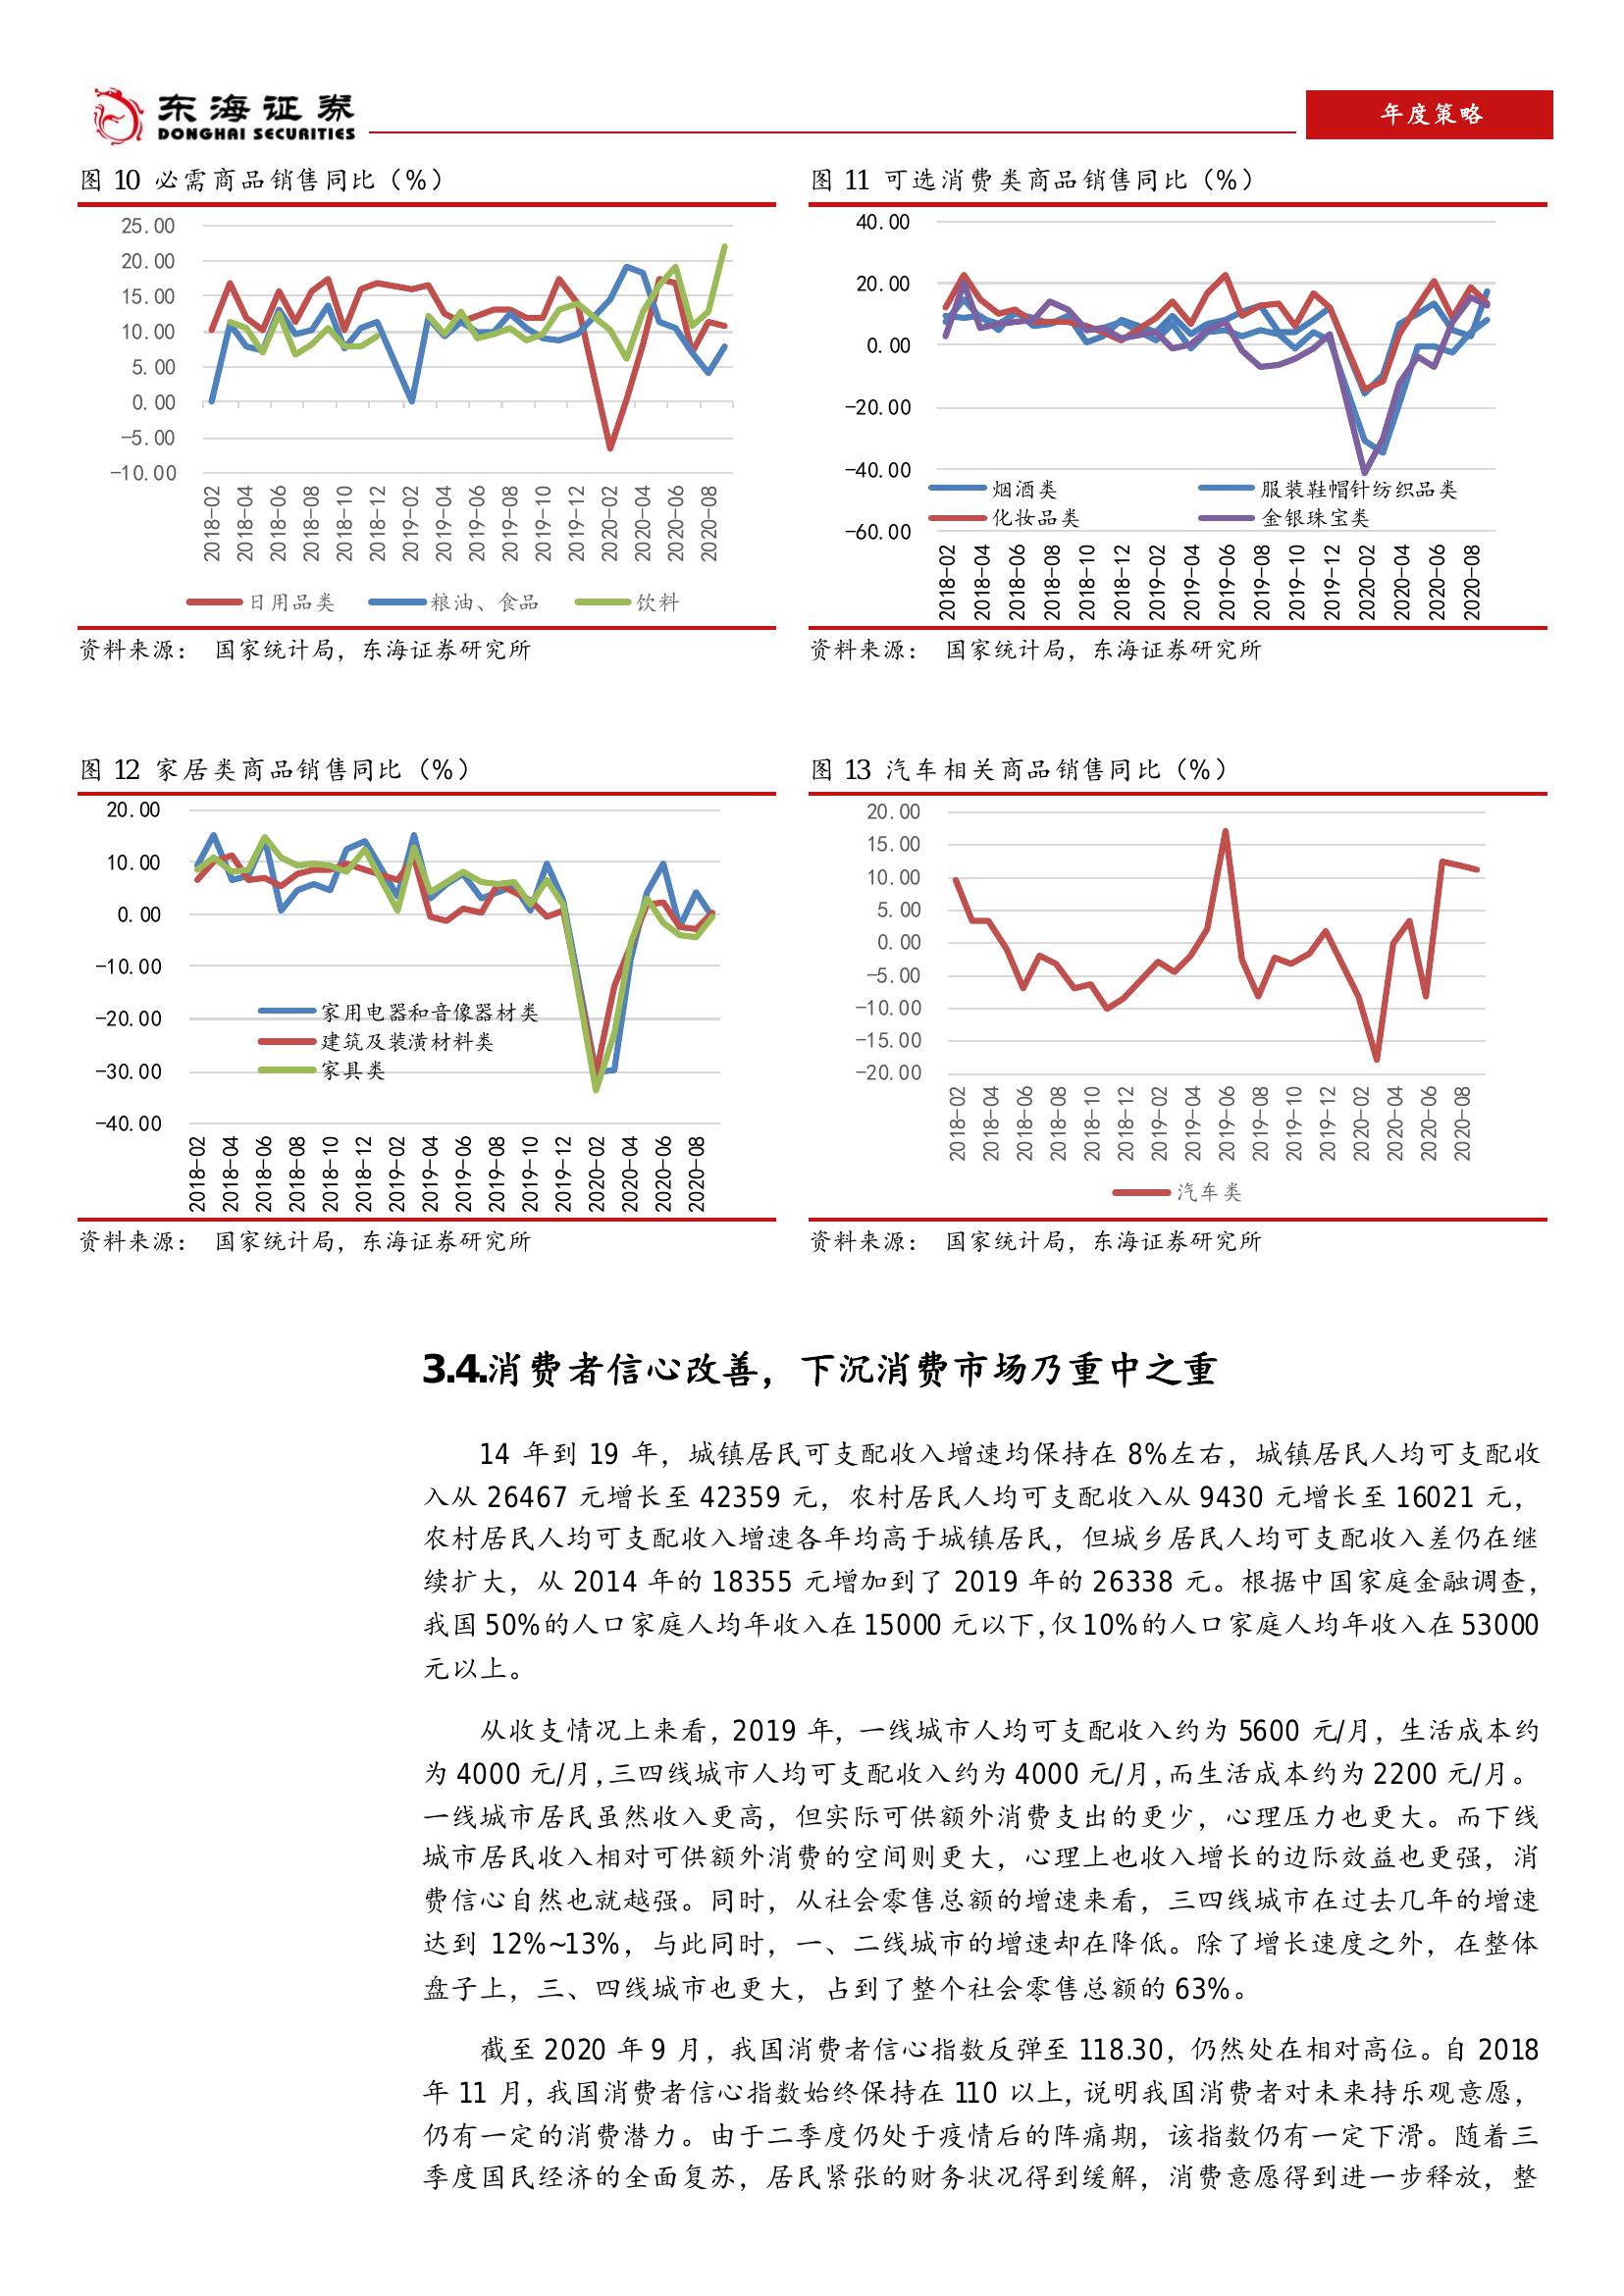 东海证券
DONGHAI SECURITIES
年度策略
图 10 必需商品销售同比（%）
25.00
20.00
15.00
10.00
5.00
0.00
-5.00
-10.00
2018-02
2018-04
2018-06
2018-08
2018-10
2018-12
2019-02
2019-04
2019-06
2019-08
2019-10
2019-12
2020-02
2020-04
2020-06
2020-08
日用品类 粮油、食品 饮料
资料来源： 国家统计局，东海证券研究所
图 11 可选消费类商品销售同比（%）
40.00
20.00
0.00
-20.00
-40.00
-60.00
烟酒类 服装鞋帽针纺织品类
化妆品类 金银珠宝类
2018-02
2018-04
2018-06
2018-08
2018-10
2018-12
2019-02
2019-04
2019-06
2019-08
2019-10
2019-12
2020-02
2020-04
2020-06
2020-08
资料来源： 国家统计局，东海证券研究所
图 12 家居类商品销售同比（%）
20.00
10.00
0.00
-10.00
-20.00
-30.00
-40.00
家用电器和音像器材类
建筑及装潢材料类
家具类
2018-02
2018-04
2018-06
2018-08
2018-10
2018-12
2019-02
2019-04
2019-06
2019-08
2019-10
2019-12
2020-02
2020-04
2020-06
2020-08
资料来源： 国家统计局，东海证券研究所
图 13 汽车相关商品销售同比（%）
20.00
15.00
10.00
5.00
0.00
-5.00
-10.00
-15.00
-20.00
2018-02
2018-04
2018-06
2018-08
2018-10
2018-12
2019-02
2019-04
2019-06
2019-08
2019-10
2019-12
2020-02
2020-04
2020-06
2020-08
汽车类
资料来源： 国家统计局，东海证券研究所
3.4.消费者信心改善，下沉消费市场乃重中之重
14 年到 19 年，城镇居民可支配收入增速均保持在 8%左右，城镇居民人均可支配收
入从 26467 元增长至 42359 元，农村居民人均可支配收入从 9430 元增长至 16021 元，
农村居民人均可支配收入增速各年均高于城镇居民，但城乡居民人均可支配收入差仍在继
续扩大，从 2014 年的 18355 元增加到了 2019 年的 26338 元。根据中国家庭金融调查，
我国 50%的人口家庭人均年收入在 15000 元以下，仅 10%的人口家庭人均年收入在 53000
元以上。
从收支情况上来看，2019 年，一线城市人均可支配收入约为 5600 元/月，生活成本约
为 4000 元/月，三四线城市人均可支配收入约为 4000 元/月，而生活成本约为 2200 元/月。
一线城市居民虽然收入更高，但实际可供额外消费支出的更少，心理压力也更大。而下线
城市居民收入相对可供额外消费的空间则更大，心理上也收入增长的边际效益也更强，消
费信心自然也就越强。同时，从社会零售总额的增速来看，三四线城市在过去几年的增速
达到 12%~13%，与此同时，一、二线城市的增速却在降低。除了增长速度之外，在整体
盘子上，三、四线城市也更大，占到了整个社会零售总额的 63%。
截至 2020 年 9 月，我国消费者信心指数反弹至 118.30，仍然处在相对高位。自 2018
年 11 月，我国消费者信心指数始终保持在 110 以上，说明我国消费者对未来持乐观意愿，
仍有一定的消费潜力。由于二季度仍处于疫情后的阵痛期，该指数仍有一定下滑。随着三
季度国民经济的全面复苏，居民紧张的财务状况得到缓解，消费意愿得到进一步释放，整